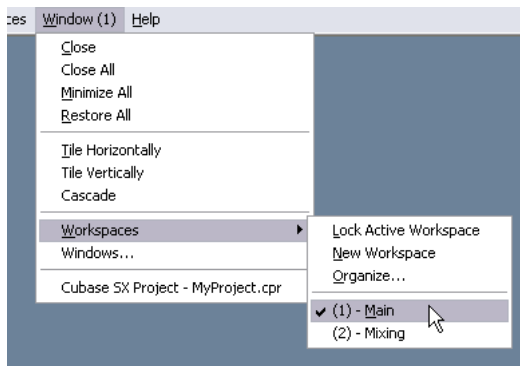 ces Window (1) Help
Close
Close All
Minimize All
Restore All
Tile Horizontally
Tile Vertically
Cascade
Workspaces
Windows...
Cubase SX Project - MyProject.cpr
Lock Active Workspace
New Workspace
Organize...
(1) - Main
(2) - Mixing